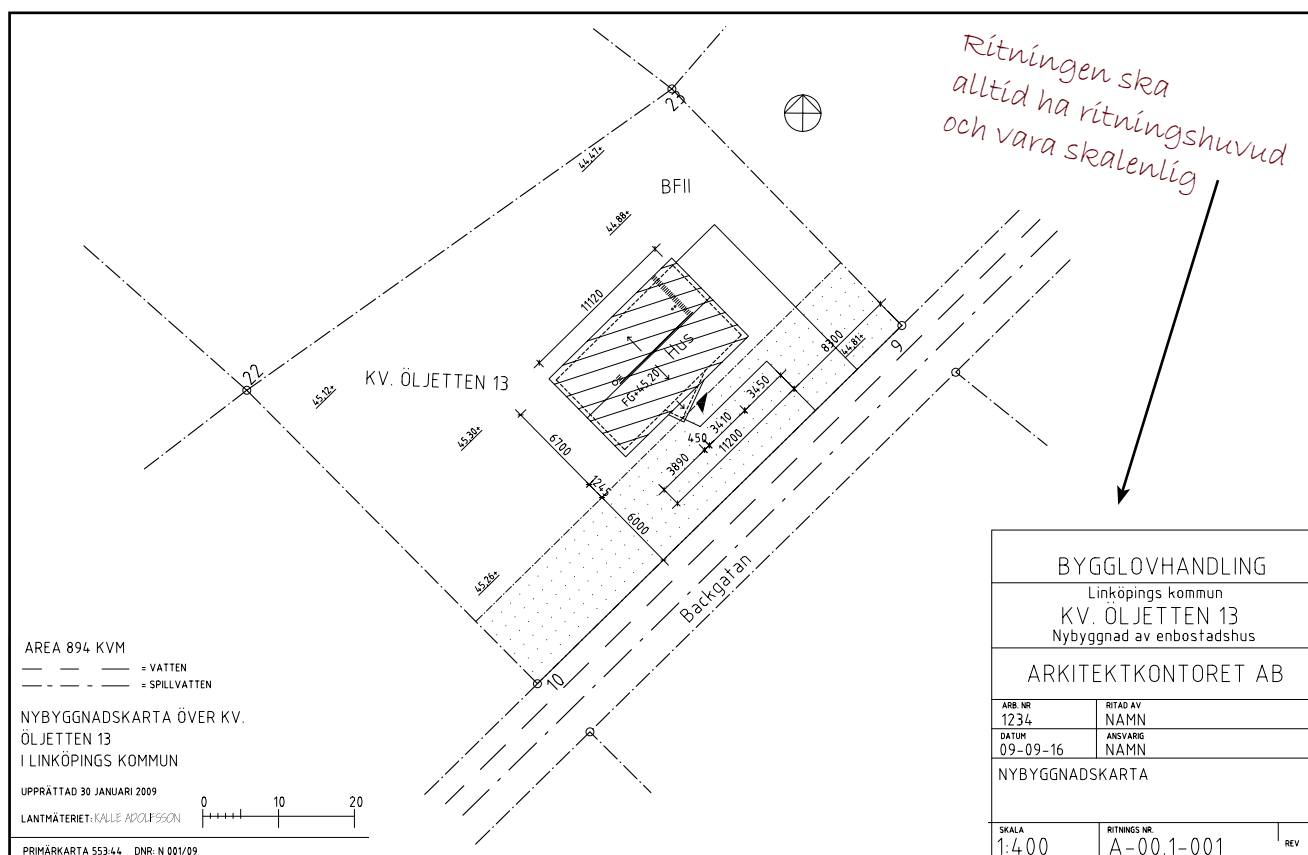 Ritningen ska
alltid ha ritningshuvud
och vara skalenlig
23
44.47+
BFII
44.88+
11120
HUS
8300
44.81+
9
22
KV. ÖLJETTEN 13
45.12+
FG+45,20
3450
3410
450
11200
3890
45.30+
6700
1245
6000
45.26+
Backgatan
10
AREA 894 KVM
= VATTEN
= SPILLVATTEN
NYBYGGNADSKARTA ÖVER KV.
ÖLJETTEN 13
I LINKÖPINGS KOMMUN
UPPRÄTTAD 30 JANUARI 2009
0 10 20
LANTMÄTERIET: KALLE ADOLFSSON
PRIMÄRKARTA 553:44 DNR: N 001/09
BYGGLOVHANDLING
Linköpings kommun
KV. ÖLJETTEN 13
Nybyggnad av enbostadshus
ARKITEKTKONTORET AB
ARB. NR RITAD AV
1234 NAMN
DATUM ANSVARIG
09-09-16 NAMN
NYBYGGNADSKARTA
SKALA RITNINGS NR.
1:400 A-00.1-001 REV